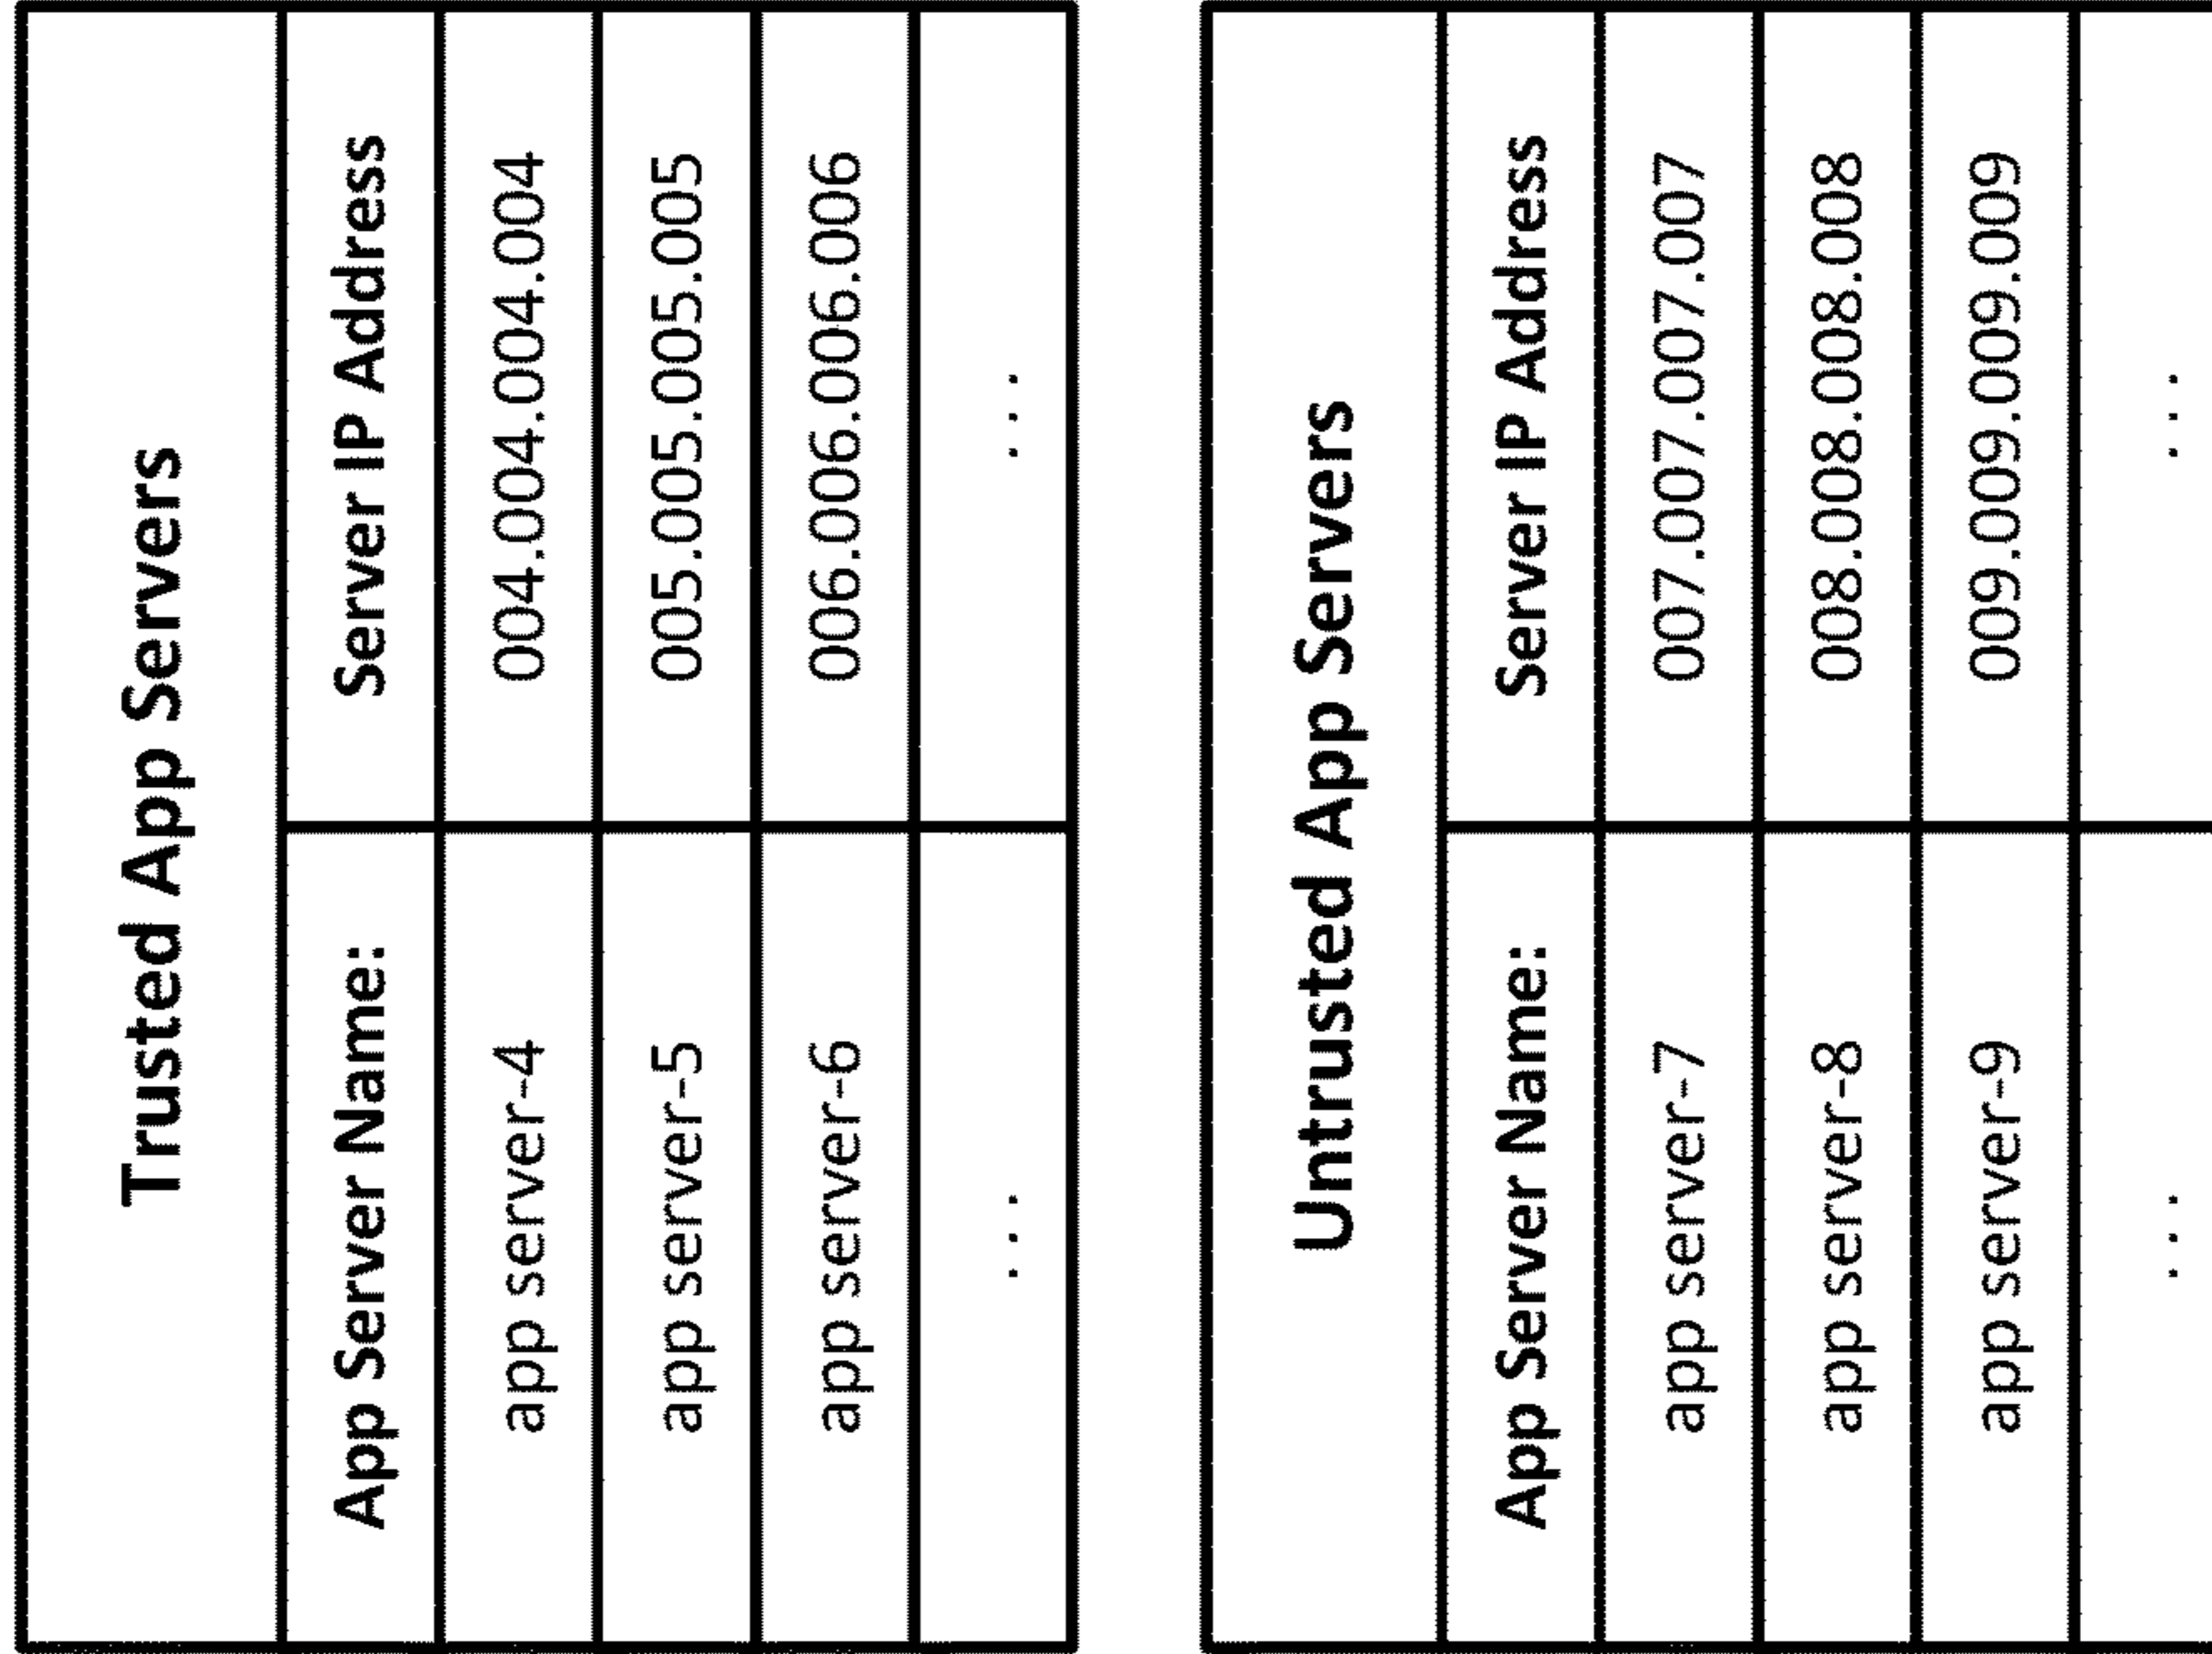 Trusted App Servers
App Server Name: Server IP Address
app server-4 004.004.004.004
app server-5 005.005.005.005
app server-6 006.006.006.006
... ...
Untrusted App Servers
App Server Name: Server IP Address
app server-7 007.007.007.007
app server-8 008.008.008.008
app server-9 009.009.009.009
... ...